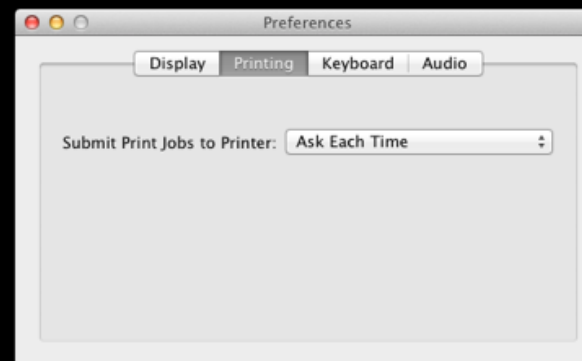 Preferences
Display Printing Keyboard Audio
Submit Print Jobs to Printer: Ask Each Time